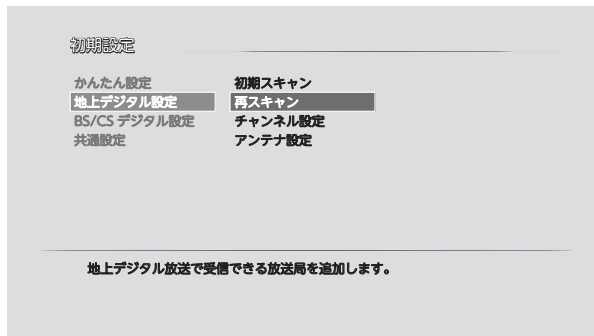 初期設定
かんたん設定 初期スキャン
地上デジタル設定 再スキャン
BS/CS デジタル設定 チャンネル設定
共通設定 アンテナ設定
地上デジタル放送で受信できる放送局を追加します。